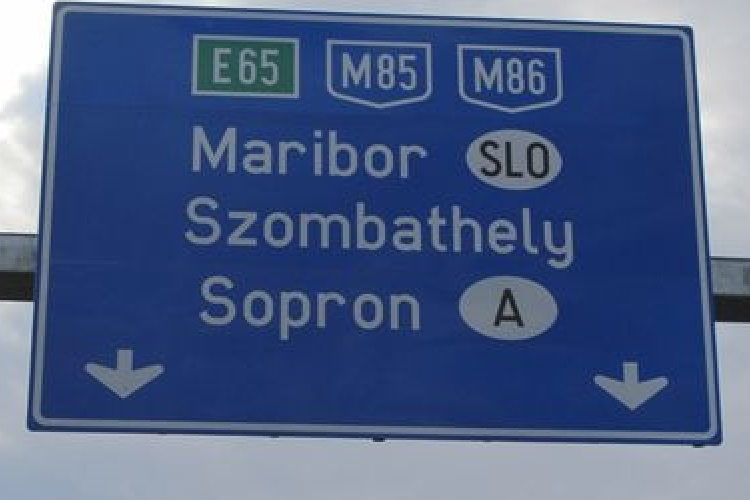 E65 M85 M86
Maribor SLO
Szombathely
Sopron A